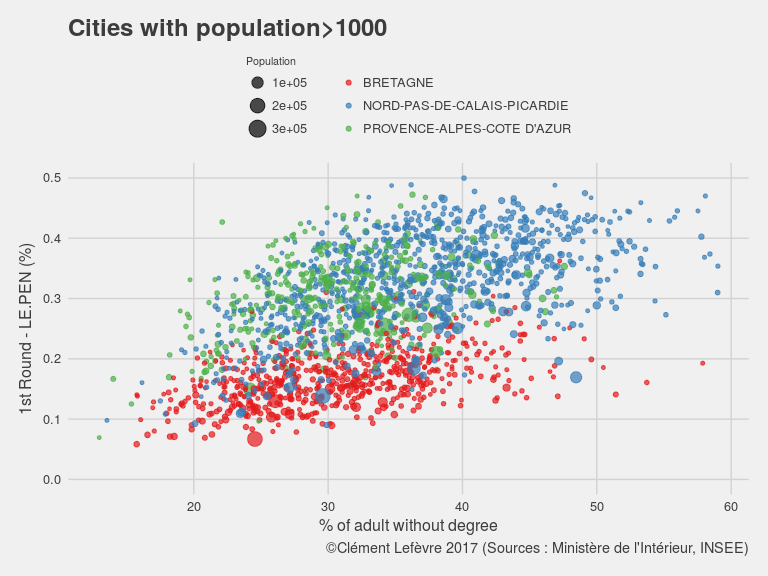 Cities with population>1000
Population
1e+05
2e+05
3e+05
BRETAGNE
NORD-PAS-DE-CALAIS-PICARDIE
PROVENCE-ALPES-COTE D'AZUR
1st Round - LE.PEN (%)
0.5
0.4
0.3
0.2
0.1
0.0
20
30
40
50
60
% of adult without degree
©Clément Lefèvre 2017 (Sources : Ministère de l'Intérieur, INSEE)